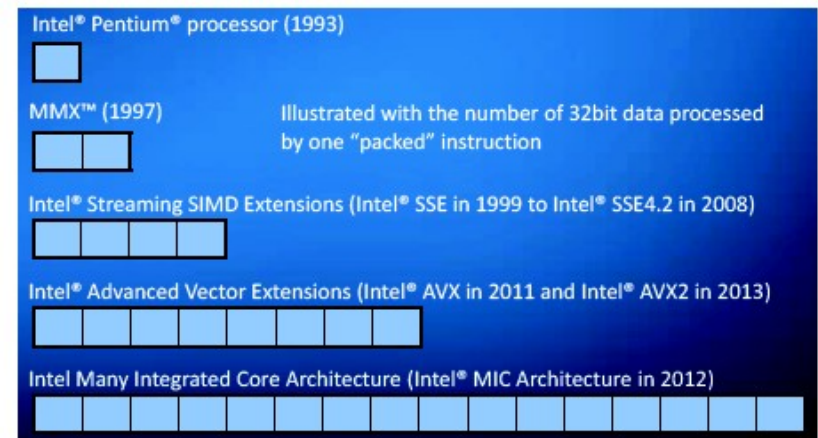 Intel® Pentium® processor (1993)
MMX™ (1997)
Illustrated with the number of 32bit data processed
by one “packed” instruction
Intel® Streaming SIMD Extensions (Intel® SSE in 1999 to Intel® SSE4.2 in 2008)
Intel® Advanced Vector Extensions (Intel® AVX in 2011 and Intel® AVX2 in 2013)
Intel Many Integrated Core Architecture (Intel® MIC Architecture in 2012)